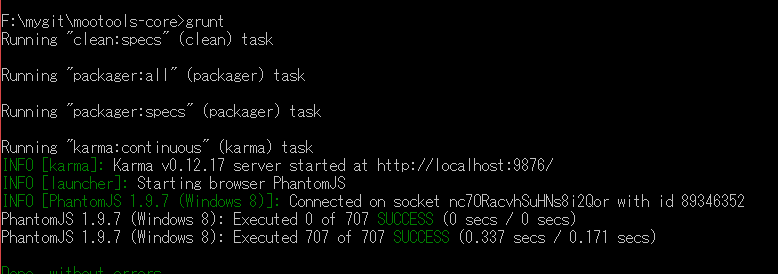 F:\mygit\mootools-core>grunt
Running "clean:specs" (clean) task
Running "packager:all" (packager) task
Running "packager:specs" (packager) task
Running "karma:continuous" (karma) task
INFO [karma]: Karma v0.12.17 server started at http://localhost:9876/
INFO [launcher]: Starting browser PhantomJS
INFO [PhantomJS 1.9.7 (Windows 8)]: Connected on socket nc7ORacvhSuHNs8i2Qor with id 89346352
PhantomJS 1.9.7 (Windows 8): Executed 0 of 707 SUCCESS (0 secs / 0 secs)
PhantomJS 1.9.7 (Windows 8): Executed 707 of 707 SUCCESS (0.337 secs / 0.171 secs)
Done, without errors